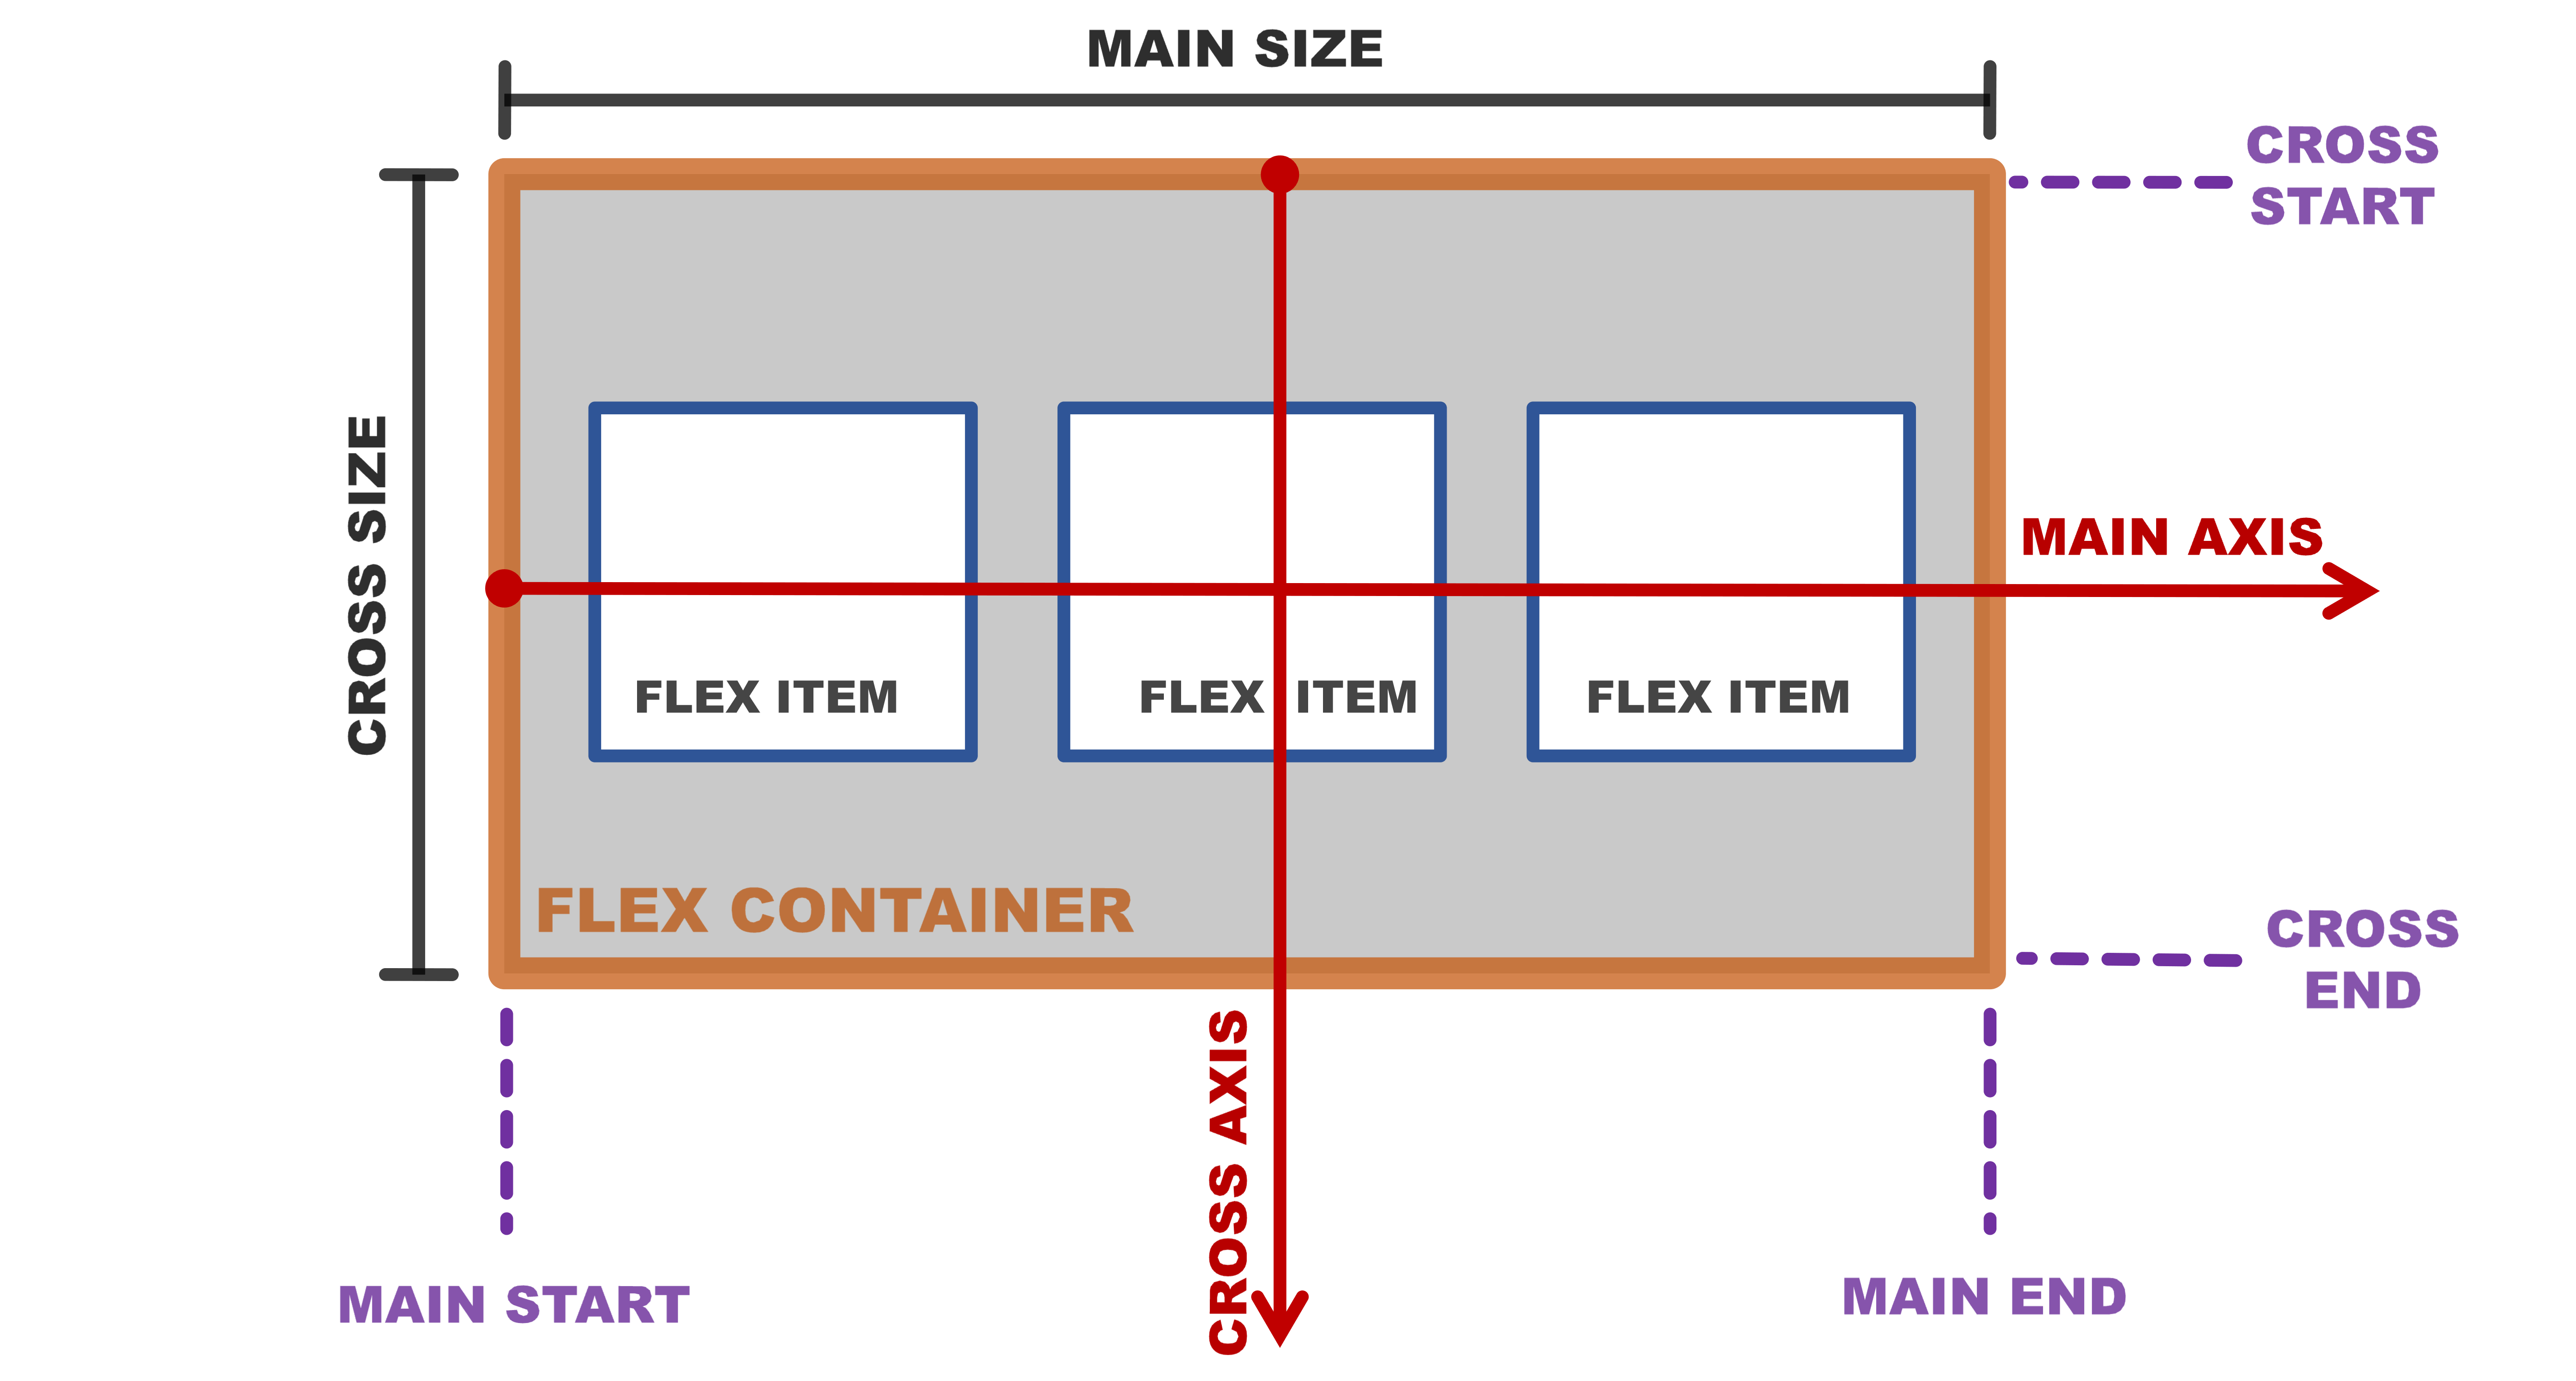 MAIN SIZE
CROSS
START
CROSS SIZE
MAIN AXIS
FLEX ITEM
FLEX ITEM
FLEX ITEM
FLEX CONTAINER
CROSS
END
CROSS AXIS
MAIN START
MAIN END